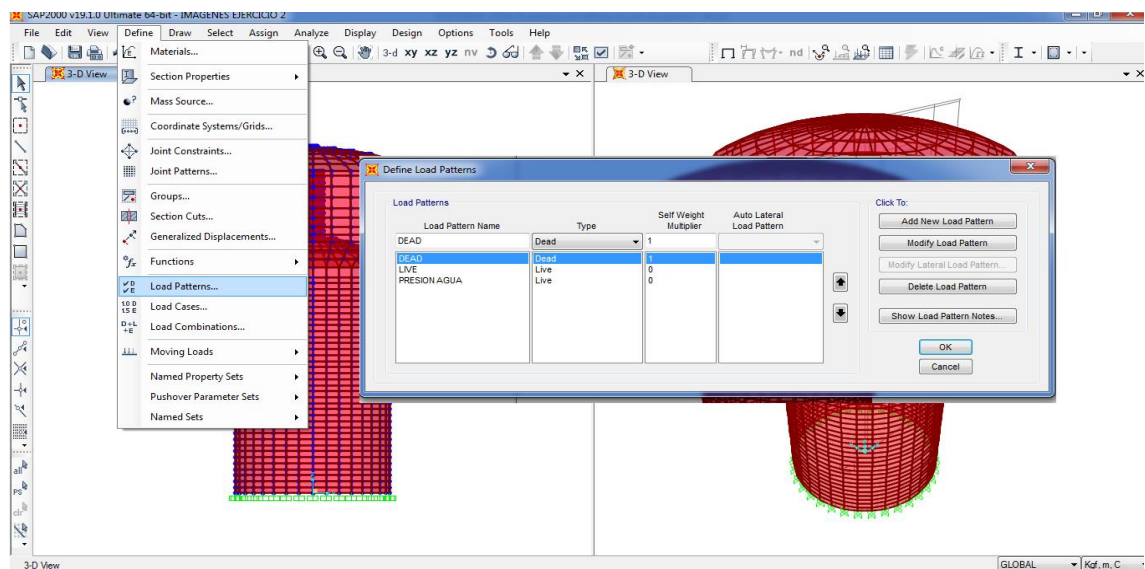 SAP2000 v19.1.0 Ultimate 64-bit - IMAGENES EJERCICIO 2
File Edit View Define Draw Select Assign Analyze Display Design Options Tools Help
3-d xy xz yz nv
nd
3-D View
3-D View
Materials...
Section Properties
Mass Source...
Coordinate Systems/Grids...
Joint Constraints...
Joint Patterns...
Groups...
Section Cuts...
Generalized Displacements...
Functions
Load Patterns...
Load Cases...
Load Combinations...
Moving Loads
Named Property Sets
Pushover Parameter Sets
Named Sets
Define Load Patterns
Load Patterns
Click To:
Load Pattern Name Type Self Weight Multiplier Auto Lateral Load Pattern
DEAD Dead 1
DEAD Dead 1
LIVE Live 0
PRESION AGUA Live 0
Add New Load Pattern
Modify Load Pattern
Modify Lateral Load Pattern...
Delete Load Pattern
Show Load Pattern Notes...
OK
Cancel
all
PS
clr
3-D View
GLOBAL
Kgf, m, C